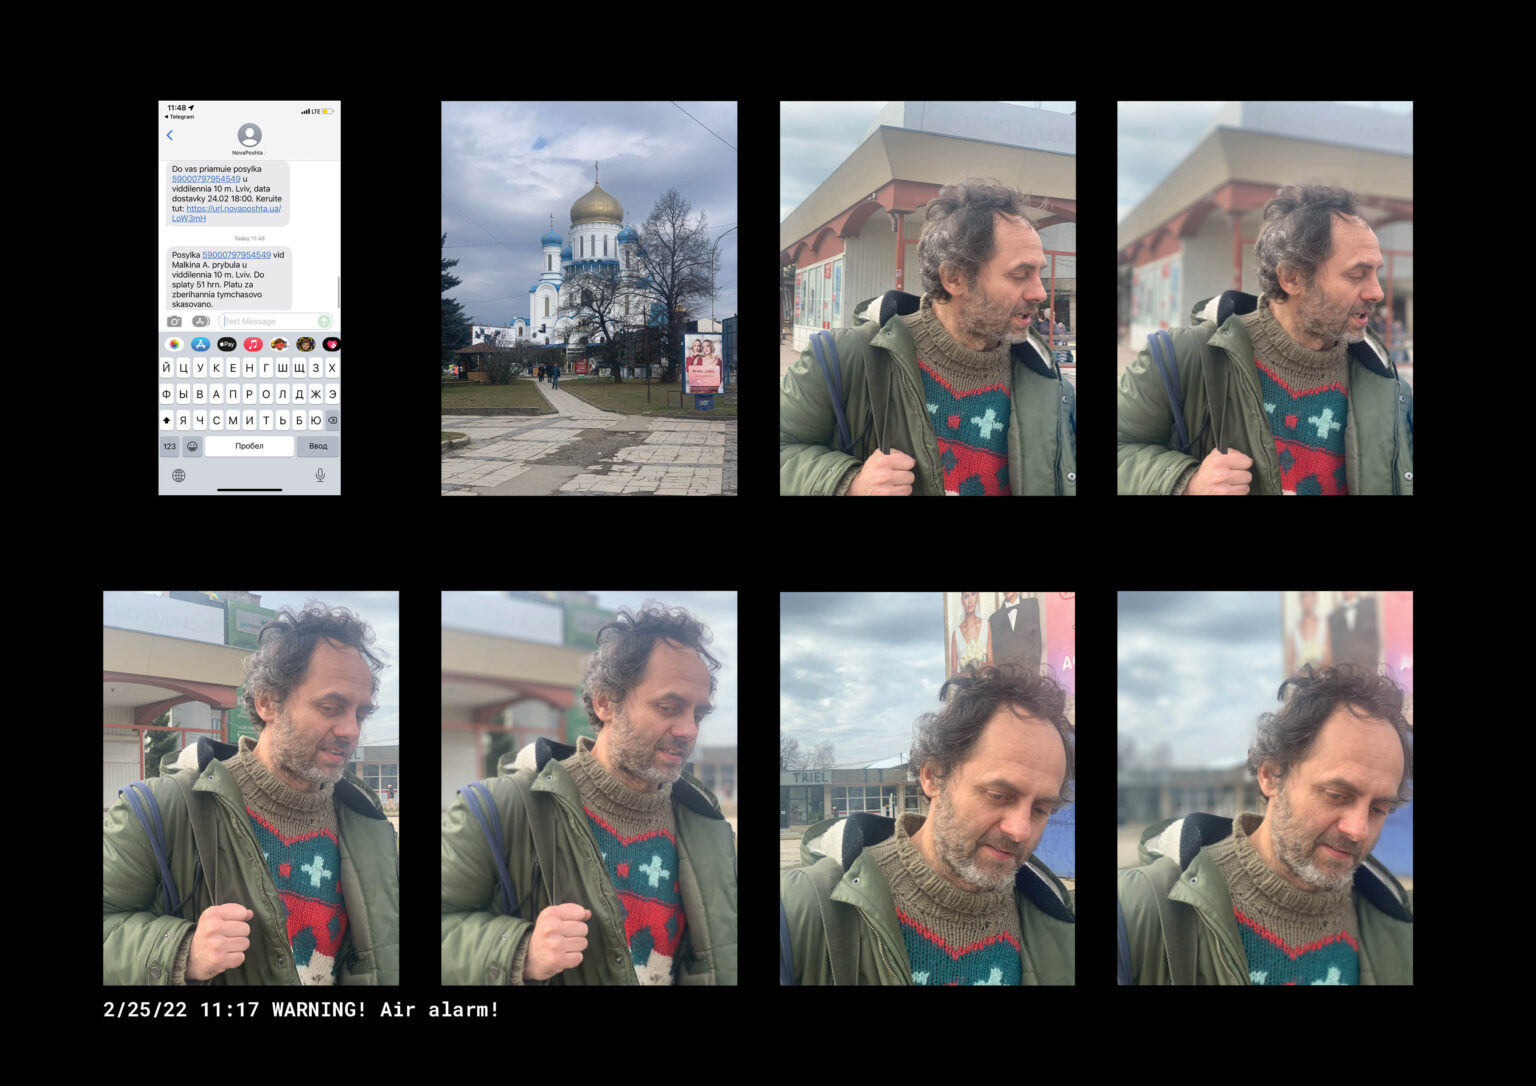 11:48
LTE
Telegram
NovaPoshta
Do vas priamuie posylka
59000797954549 u
viddilennia 10 m. Lviv, data
dostavky 24.02 18:00. Keruite
tut: https://url.novaposhta.ua/
LoW3mH
Today 11:48
Posylka 59000797954549 vid
Malkina A. prybula u
viddilennia 10 m. Lviv. Do
splaty 51 hrn. Platu za
zberihannia tymchasovo
skasovano.
Text Message
Pay
Й Ц У К Е Н Г Ш Щ З Х
Ф Ы В А П Р О Л Д Ж Э
Я Ч С М И Т Ь Б Ю
123 Пробел Ввод
TRIEL
2/25/22 11:17 WARNING! Air alarm!